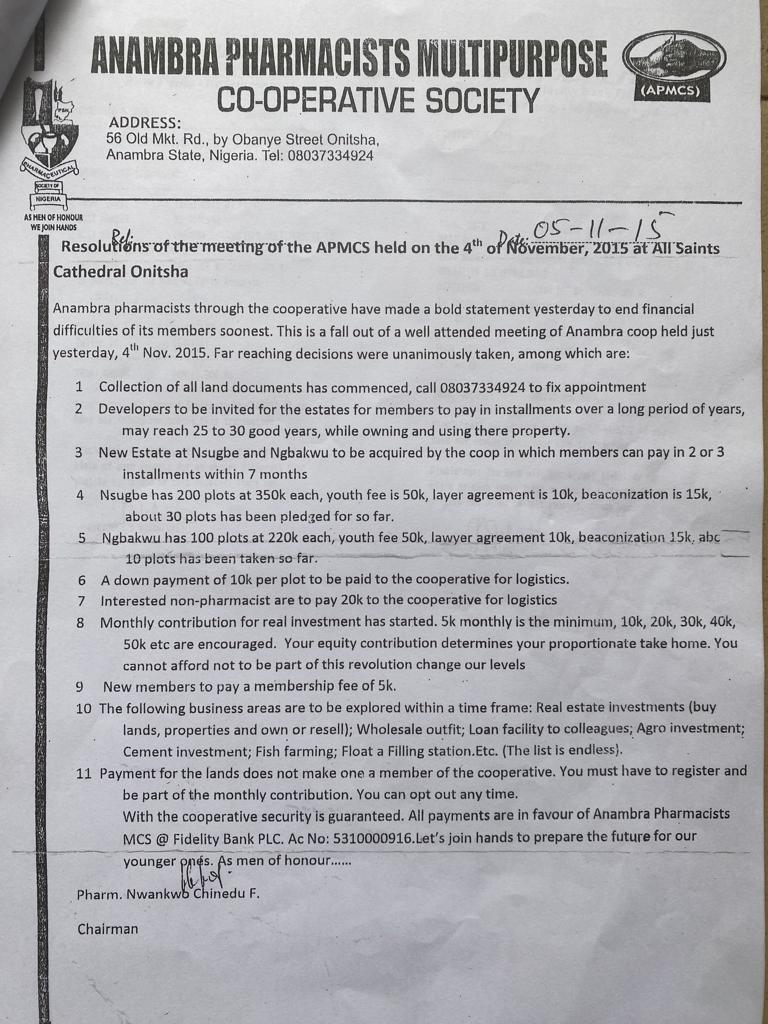 ANAMBRA PHARMACISTS MULTIPURPOSE
CO-OPERATIVE SOCIETY
(APMCS)
ADDRESS:
56 Old Mkt. Rd., by Obanye Street Onitsha,
Anambra State, Nigeria. Tel: 08037334924
PHARMACEUTICAL
SOCIETY OF
NIGERIA
AS MEN OF HONOUR
WE JOIN HANDS
Ref: Date: 05-11-15
Resolutions of the meeting of the APMCS held on the 4th of November, 2015 at All Saints
Cathedral Onitsha
Anambra pharmacists through the cooperative have made a bold statement yesterday to end financial
difficulties of its members soonest. This is a fall out of a well attended meeting of Anambra coop held just
yesterday, 4th Nov. 2015. Far reaching decisions were unanimously taken, among which are:
1 Collection of all land documents has commenced, call 08037334924 to fix appointment
2 Developers to be invited for the estates for members to pay in installments over a long period of years,
may reach 25 to 30 good years, while owning and using there property.
3 New Estate at Nsugbe and Ngbakwu to be acquired by the coop in which members can pay in 2 or 3
installments within 7 months
4 Nsugbe has 200 plots at 350k each, youth fee is 50k, layer agreement is 10k, beaconization is 15k,
about 30 plots has been pledged for so far.
5 Ngbakwu has 100 plots at 220k each, youth fee 50k, lawyer agreement 10k, beaconization 15k, abc
10 plots has been taken so far.
6 A down payment of 10k per plot to be paid to the cooperative for logistics.
7 Interested non-pharmacist are to pay 20k to the cooperative for logistics
8 Monthly contribution for real investment has started. 5k monthly is the minimum, 10k, 20k, 30k, 40k,
50k etc are encouraged. Your equity contribution determines your proportionate take home. You
cannot afford not to be part of this revolution change our levels
9 New members to pay a membership fee of 5k.
10 The following business areas are to be explored within a time frame: Real estate investments (buy
lands, properties and own or resell); Wholesale outfit; Loan facility to colleagues; Agro investment;
Cement investment; Fish farming; Float a Filling station.Etc. (The list is endless).
11 Payment for the lands does not make one a member of the cooperative. You must have to register and
be part of the monthly contribution. You can opt out any time.
With the cooperative security is guaranteed. All payments are in favour of Anambra Pharmacists
MCS @ Fidelity Bank PLC. Ac No: 5310000916.Let's join hands to prepare the future for our
younger ones. As men of honour......
Pharm. Nwankwo Chinedu F.
Chairman